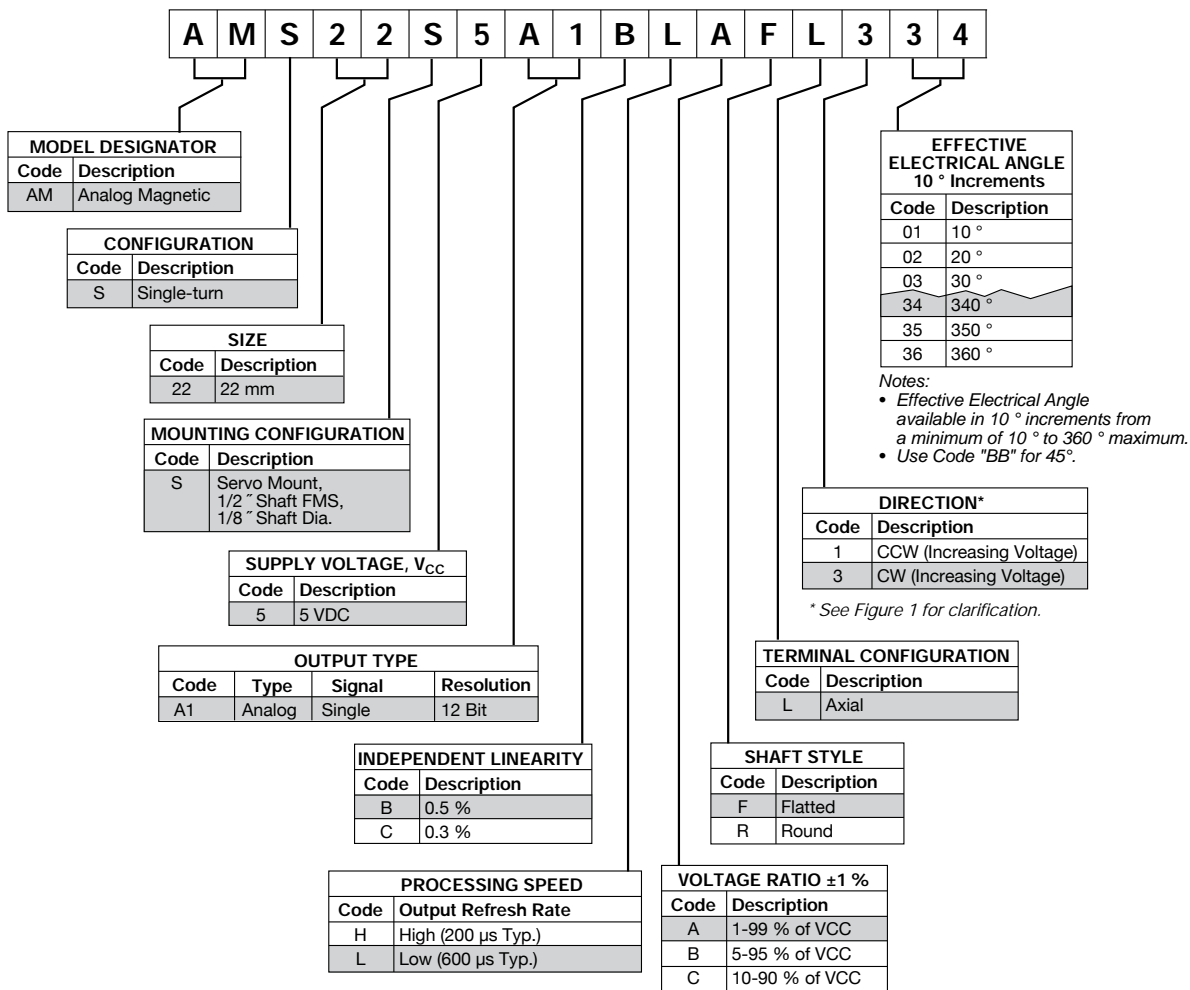 A M S 2 2 S 5 A 1 B L A F L 3 3 4
MODEL DESIGNATOR
Code Description
AM Analog Magnetic
CONFIGURATION
Code Description
S Single-turn
SIZE
Code Description
22 22 mm
MOUNTING CONFIGURATION
Code Description
S Servo Mount,
1/2 ˝ Shaft FMS,
1/8 ˝ Shaft Dia.
SUPPLY VOLTAGE, VCC
Code Description
5 5 VDC
OUTPUT TYPE
Code Type Signal Resolution
A1 Analog Single 12 Bit
INDEPENDENT LINEARITY
Code Description
B 0.5 %
C 0.3 %
PROCESSING SPEED
Code Output Refresh Rate
H High (200 µs Typ.)
L Low (600 µs Typ.)
VOLTAGE RATIO ±1 %
Code Description
A 1-99 % of VCC
B 5-95 % of VCC
C 10-90 % of VCC
SHAFT STYLE
Code Description
F Flatted
R Round
TERMINAL CONFIGURATION
Code Description
L Axial
DIRECTION*
Code Description
1 CCW (Increasing Voltage)
3 CW (Increasing Voltage)
* See Figure 1 for clarification.
EFFECTIVE
ELECTRICAL ANGLE
10 ° Increments
Code Description
01 10 °
02 20 °
03 30 °
34 340 °
35 350 °
36 360 °
Notes:
• Effective Electrical Angle
available in 10 ° increments from
a minimum of 10 ° to 360 ° maximum.
• Use Code "BB" for 45°.